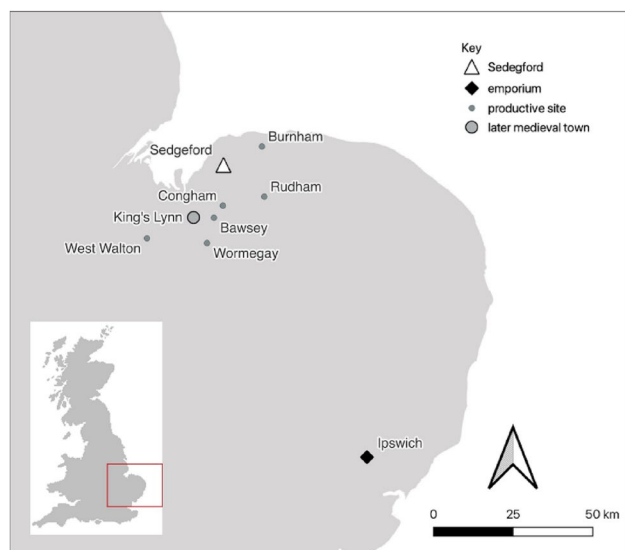 Key
Sedegford
emporium
productive site
later medieval town
Burnham
Sedgeford
Rudham
Congham
King's Lynn
Bawsey
West Walton
Wormegay
Ipswich
0 25 50 km